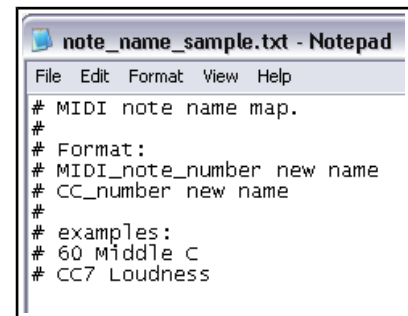 note_name_sample.txt - Notepad
File Edit Format View Help
# MIDI note name map.
#
# Format:
# MIDI_note_number new name
# CC_number new name
#
# examples:
# 60 Middle C
# CC7 Loudness